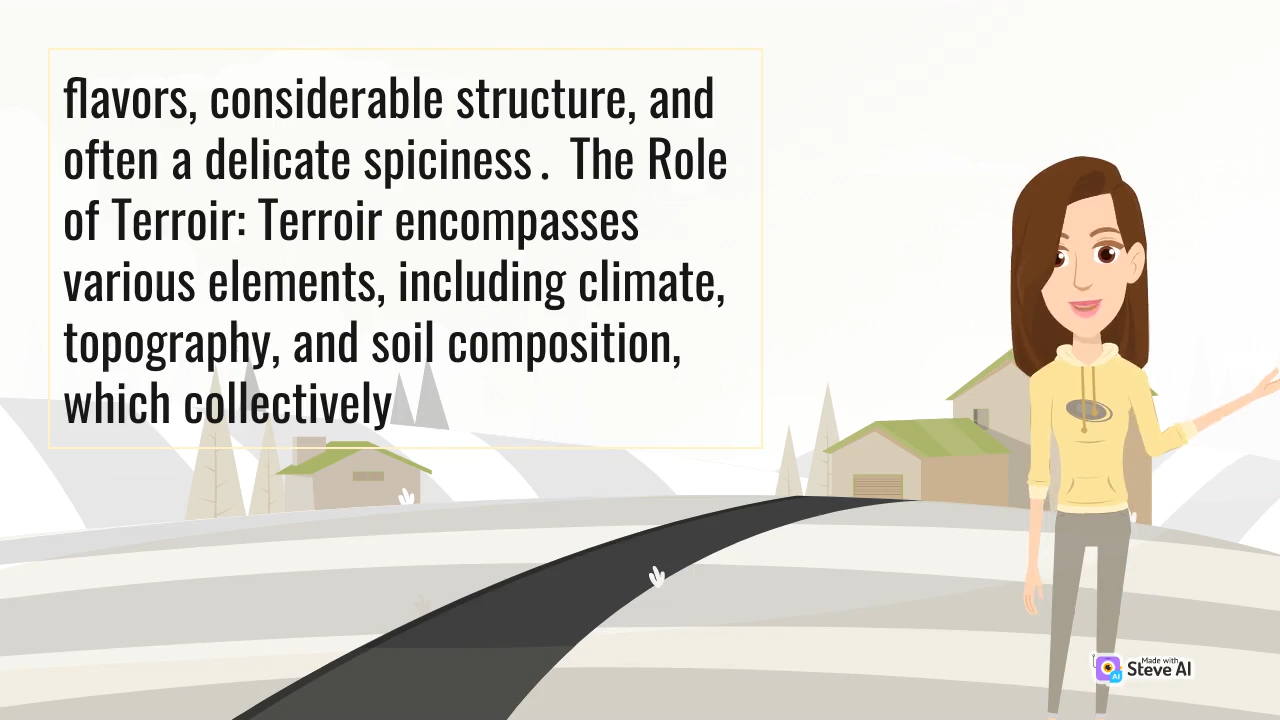 flavors, considerable structure, and
often a delicate spiciness . The Role
of Terroir: Terroir encompasses
various elements, including climate,
topography, and soil composition,
which collectively
Made with
Steve AI
AI